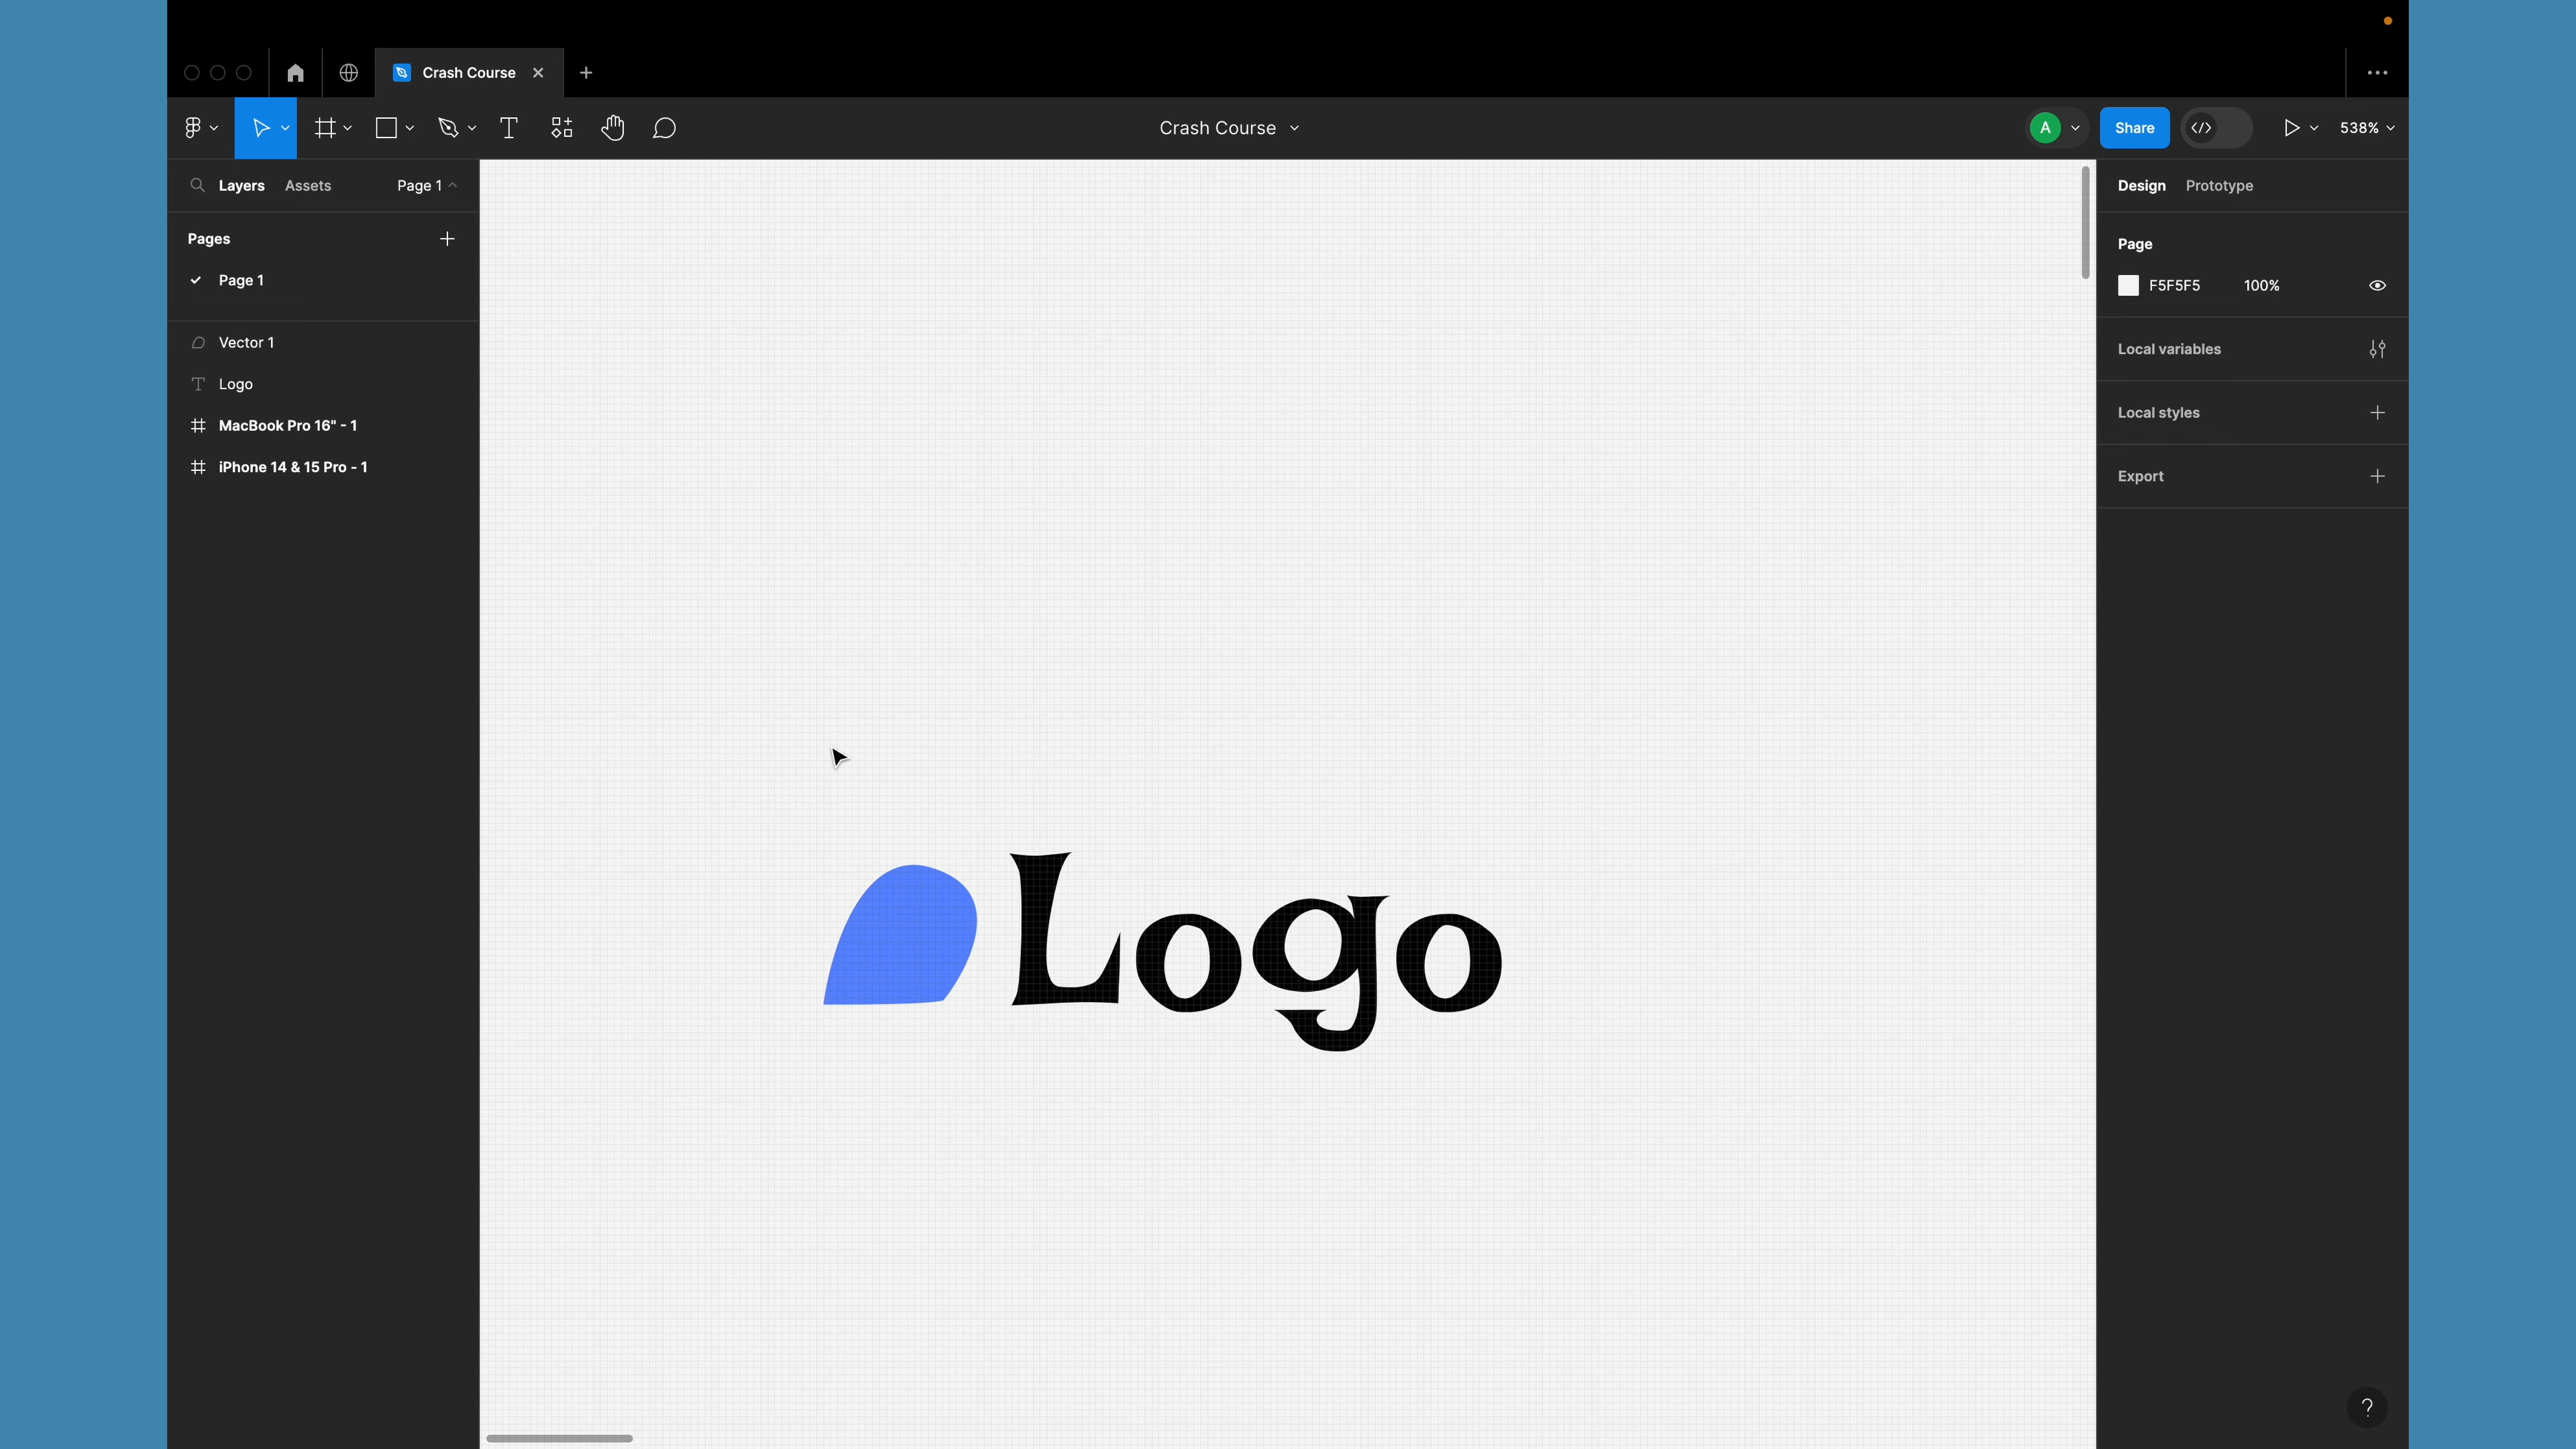 Crash Course
Crash Course
A
Share
538%
Layers
Assets
Page 1
Pages
Page 1
Vector 1
Logo
MacBook Pro 16" - 1
iPhone 14 & 15 Pro - 1
Logo
Design
Prototype
Page
F5F5F5
100%
Local variables
Local styles
Export
?